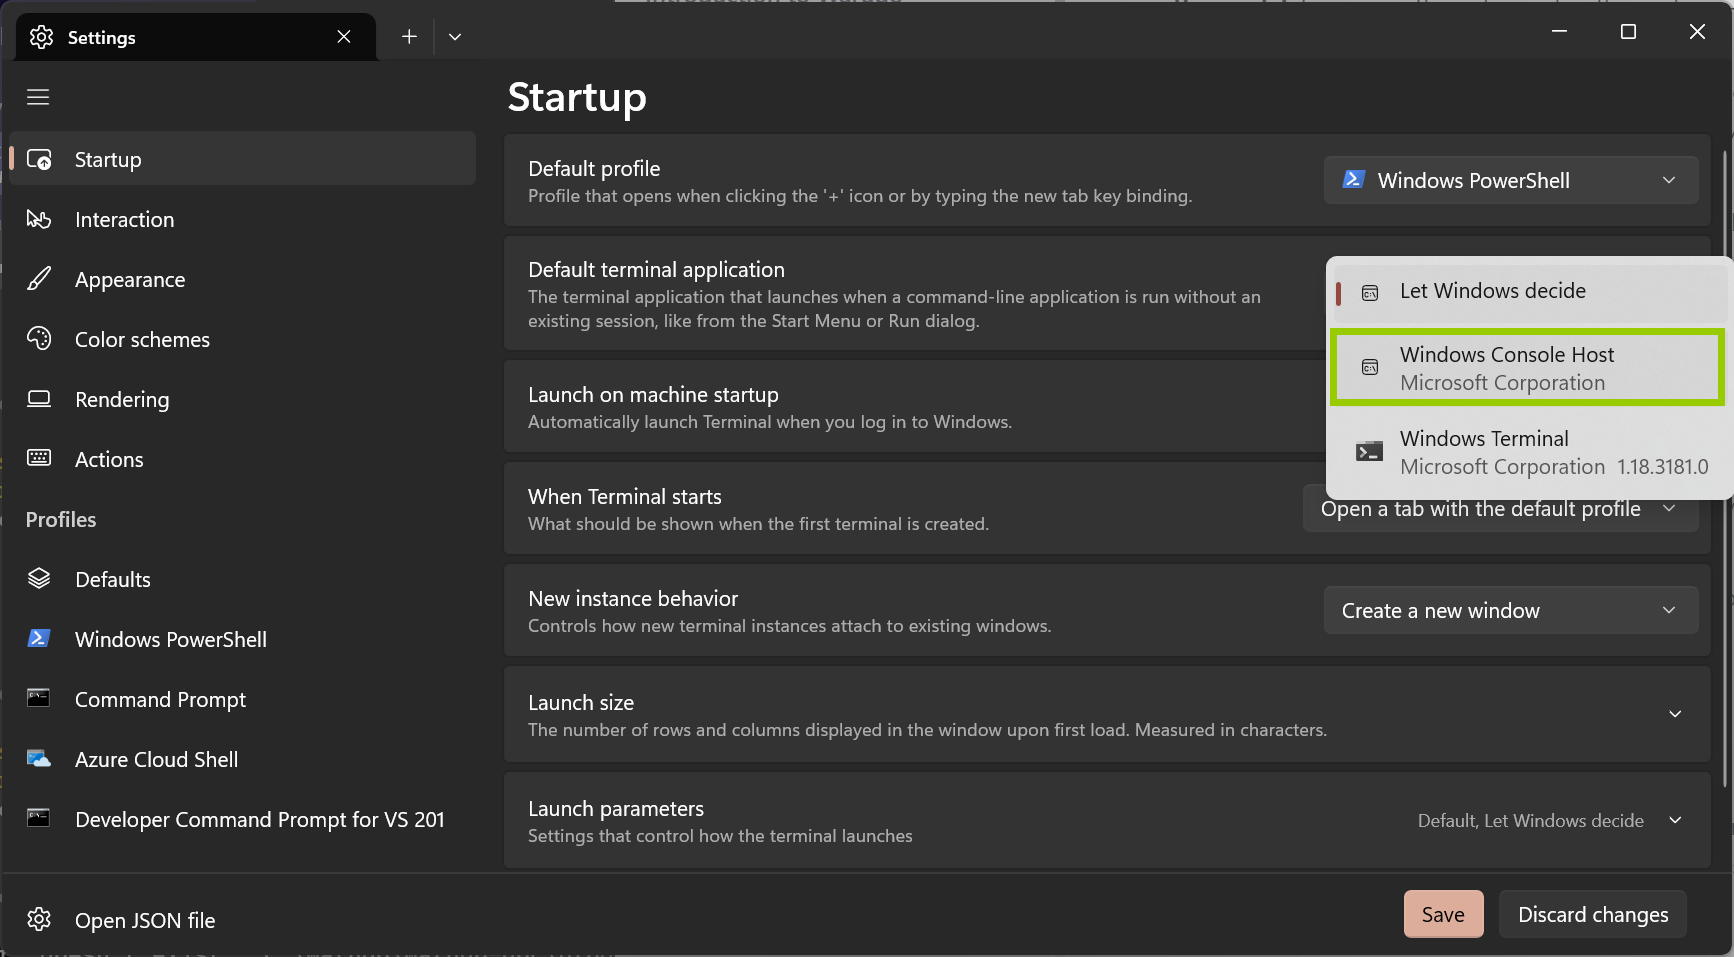 Settings
Startup
Startup
Interaction
Appearance
Color schemes
Rendering
Actions
Profiles
Defaults
Windows PowerShell
Command Prompt
Azure Cloud Shell
Developer Command Prompt for VS 201
Open JSON file
Default profile
Profile that opens when clicking the '+' icon or by typing the new tab key binding.
Windows PowerShell
Default terminal application
The terminal application that launches when a command-line application is run without an
existing session, like from the Start Menu or Run dialog.
Let Windows decide
Windows Console Host
Microsoft Corporation
Windows Terminal
Microsoft Corporation 1.18.3181.0
Launch on machine startup
Automatically launch Terminal when you log in to Windows.
When Terminal starts
What should be shown when the first terminal is created.
Open a tab with the default profile
New instance behavior
Controls how new terminal instances attach to existing windows.
Create a new window
Launch size
The number of rows and columns displayed in the window upon first load. Measured in characters.
Launch parameters
Settings that control how the terminal launches
Default, Let Windows decide
Save
Discard changes